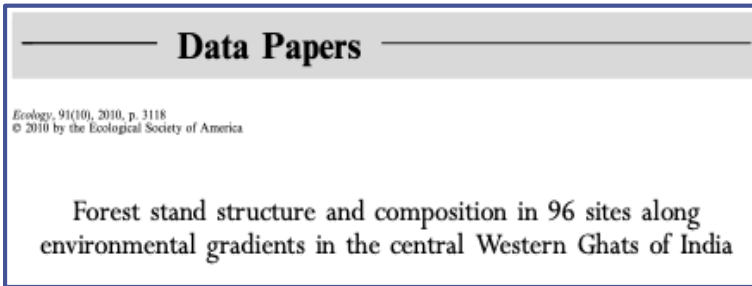 Data Papers
Ecology, 91(10), 2010, p. 3118
© 2010 by the Ecological Society of America
Forest stand structure and composition in 96 sites along
environmental gradients in the central Western Ghats of India